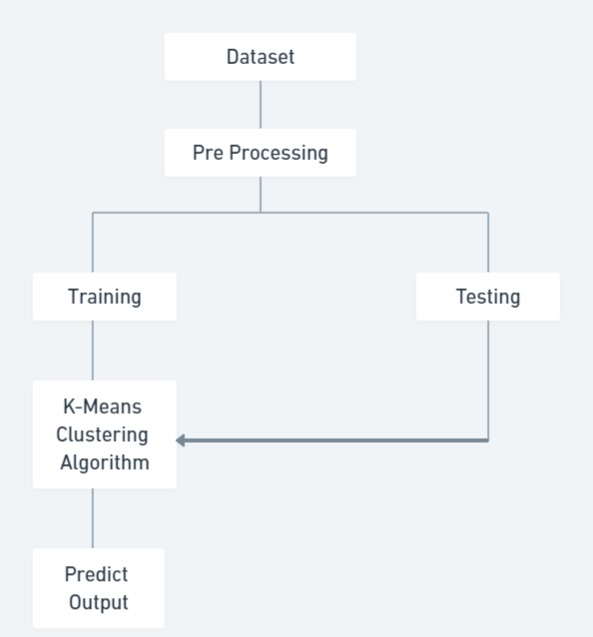 Dataset
Pre Processing
Training
Testing
K-Means
Clustering
Algorithm
Predict
Output